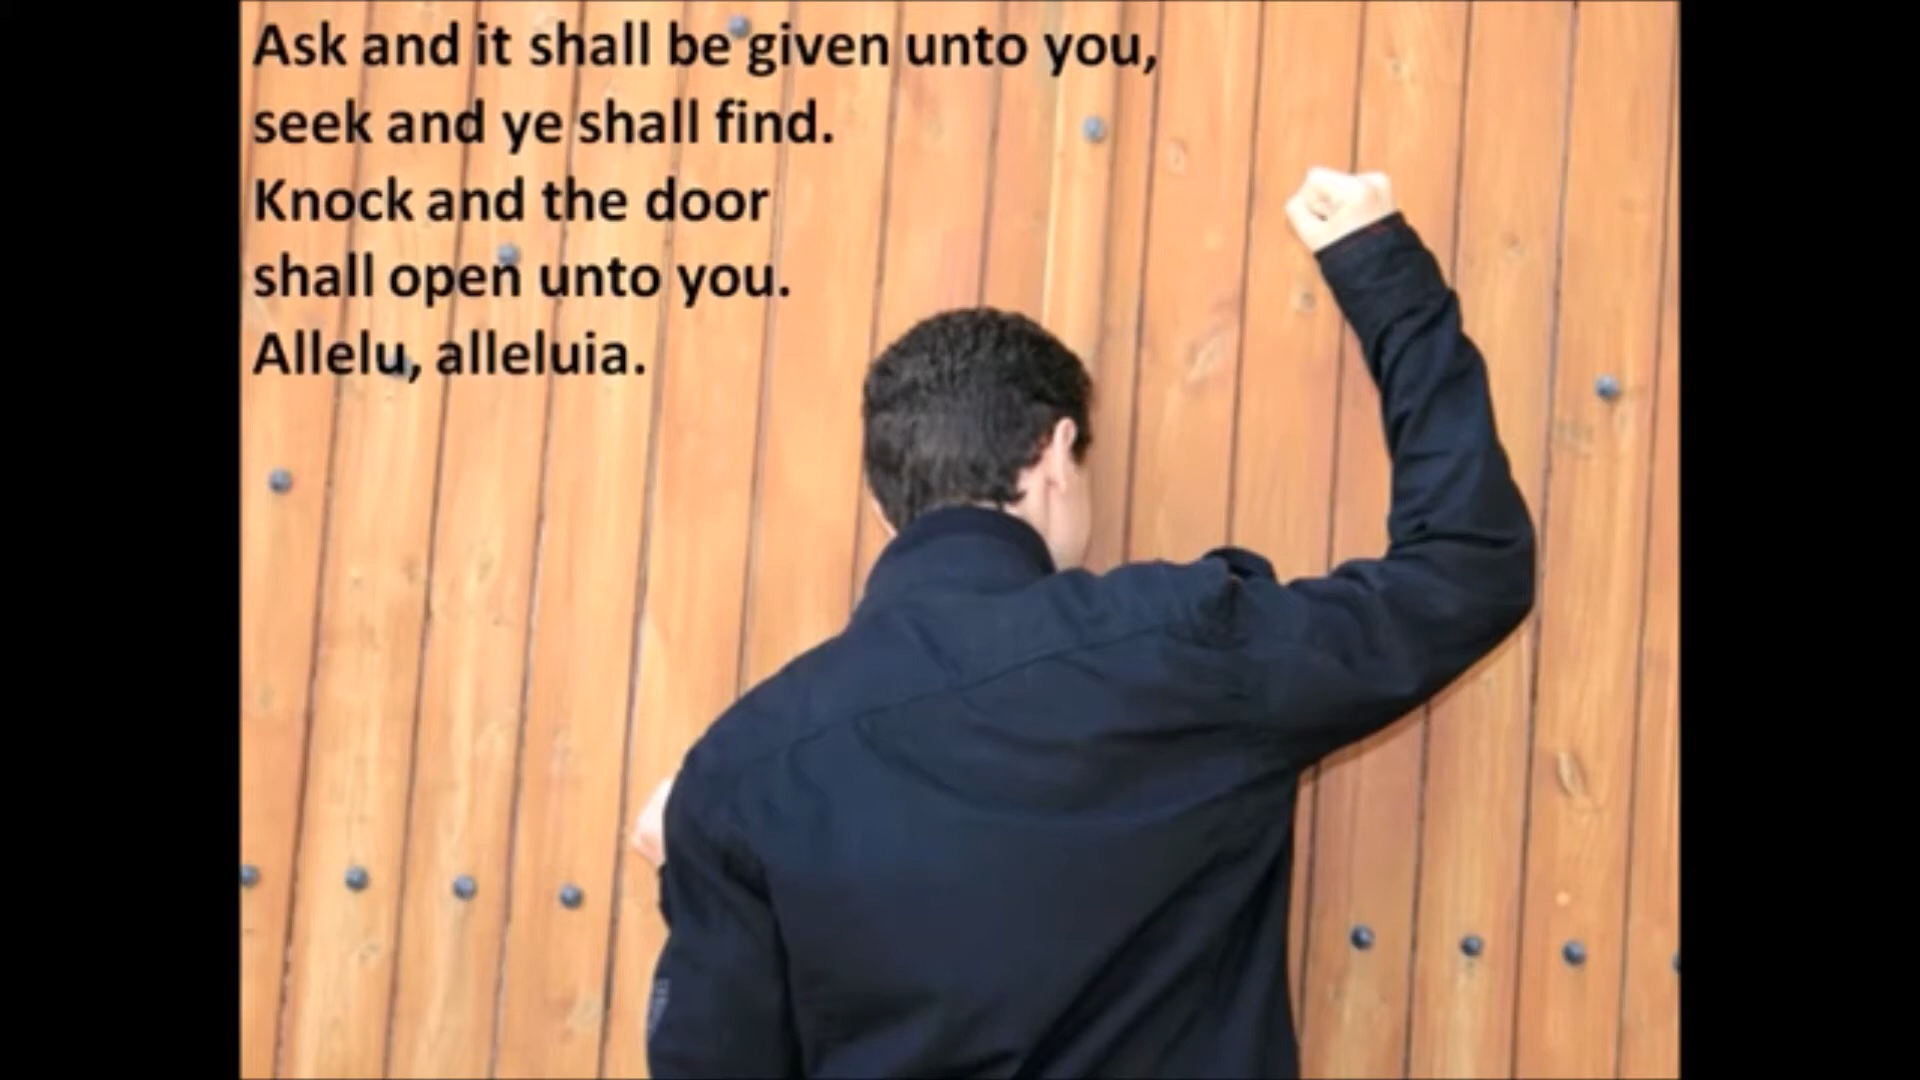 Ask and it shall be given unto you,
seek and ye shall find.
Knock and the door
shall open unto you.
Allelu, alleluia.